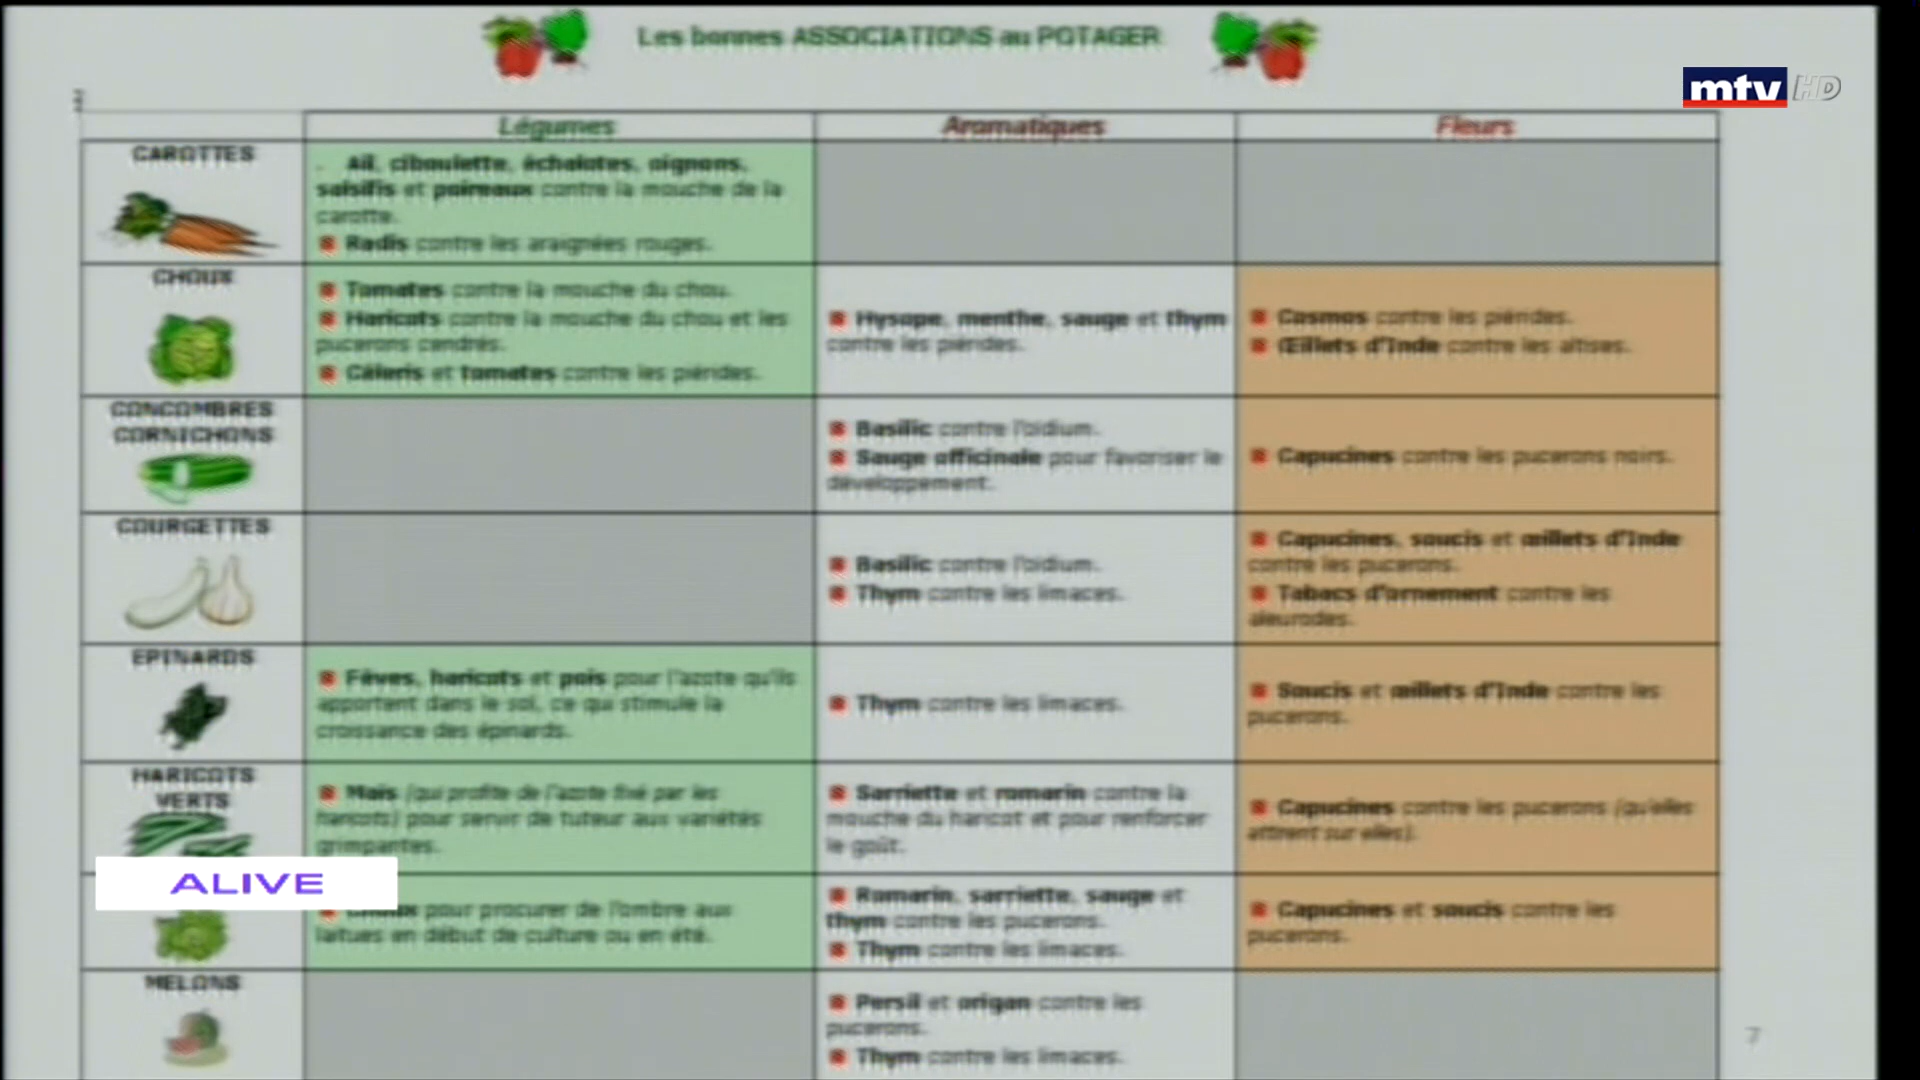 Les bonnes ASSOCIATIONS au POTAGER
mtv HD
Légumes
Aromatiques
Fleurs
CAROTTES
Ail, ciboulette, échalotes, oignons,
salsifis et poireaux contre la mouche de la
carotte.
Radis contre les araignées rouges.
CHOUX
Tomates contre la mouche du chou.
Haricots contre la mouche du chou et les
pucerons cendrés.
Céleris et tomates contre les piérides.
Hysope, menthe, sauge et thym
contre les piérides.
Cosmos contre les piérides.
Œillets d'Inde contre les altises.
CONCOMBRES
CORNICHONS
Basilic contre l'oïdium.
Sauge officinale pour favoriser le
développement.
Capucines contre les pucerons noirs.
COURGETTES
Basilic contre l'oïdium.
Thym contre les limaces.
Capucines, soucis et œillets d'Inde
contre les pucerons.
Tabacs d'ornement contre les
aleurodes.
EPINARDS
Fèves, haricots et pois pour l'azote qu'ils
apportent dans le sol, ce qui stimule la
croissance des épinards.
Thym contre les limaces.
Soucis et œillets d'Inde contre les
pucerons.
HARICOTS
VERTS
Maïs (qui profite de l'azote fixé par les
haricots) pour servir de tuteur aux variétés
grimpantes.
Sarriette et romarin contre la
mouche du haricot et pour renforcer
le goût.
Capucines contre les pucerons (qu'elles
attirent sur elles).
ALIVE
pour procurer de l'ombre aux
laitues en début de culture ou en été.
Romarin, sarriette, sauge et
thym contre les pucerons.
Thym contre les limaces.
Capucines et soucis contre les
pucerons.
MELONS
Persil et origan contre les
pucerons.
Thym contre les limaces.
7